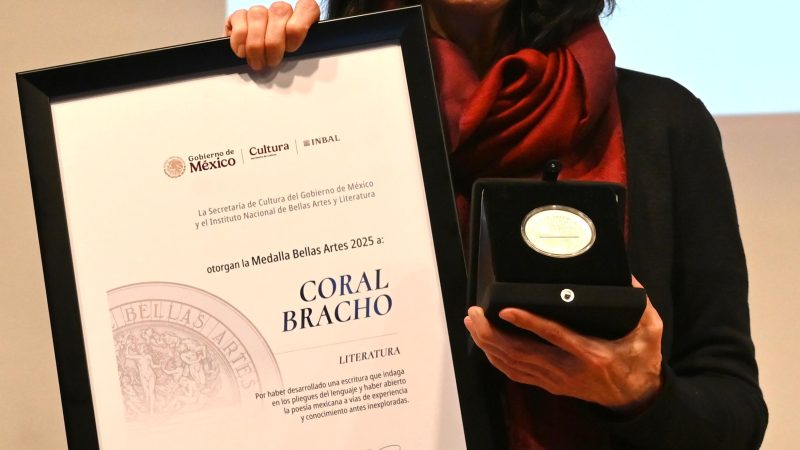 Gobierno de
México
Cultura
INBAL
La Secretaría de Cultura del Gobierno de México
y el Instituto Nacional de Bellas Artes y Literatura
otorgan la Medalla Bellas Artes 2025 a:
CORAL
BRACHO
LITERATURA
Por haber desarrollado una escritura que indaga
en los pliegues del lenguaje y haber abierto
la poesía mexicana a vías de experiencia
y conocimiento antes inexploradas.
BELLAS ARTES